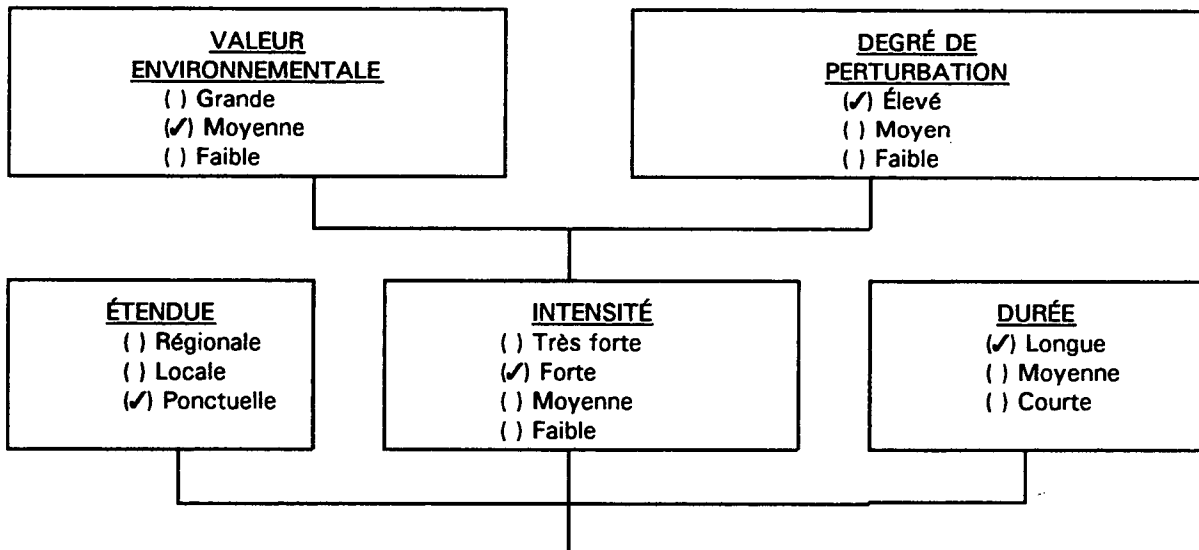 VALEUR
ENVIRONNEMENTALE
( ) Grande
(✓) Moyenne
( ) Faible
DEGRÉ DE
PERTURBATION
(✓) Élevé
( ) Moyen
( ) Faible
ÉTENDUE
( ) Régionale
( ) Locale
(✓) Ponctuelle
INTENSITÉ
( ) Très forte
(✓) Forte
( ) Moyenne
( ) Faible
DURÉE
(✓) Longue
( ) Moyenne
( ) Courte